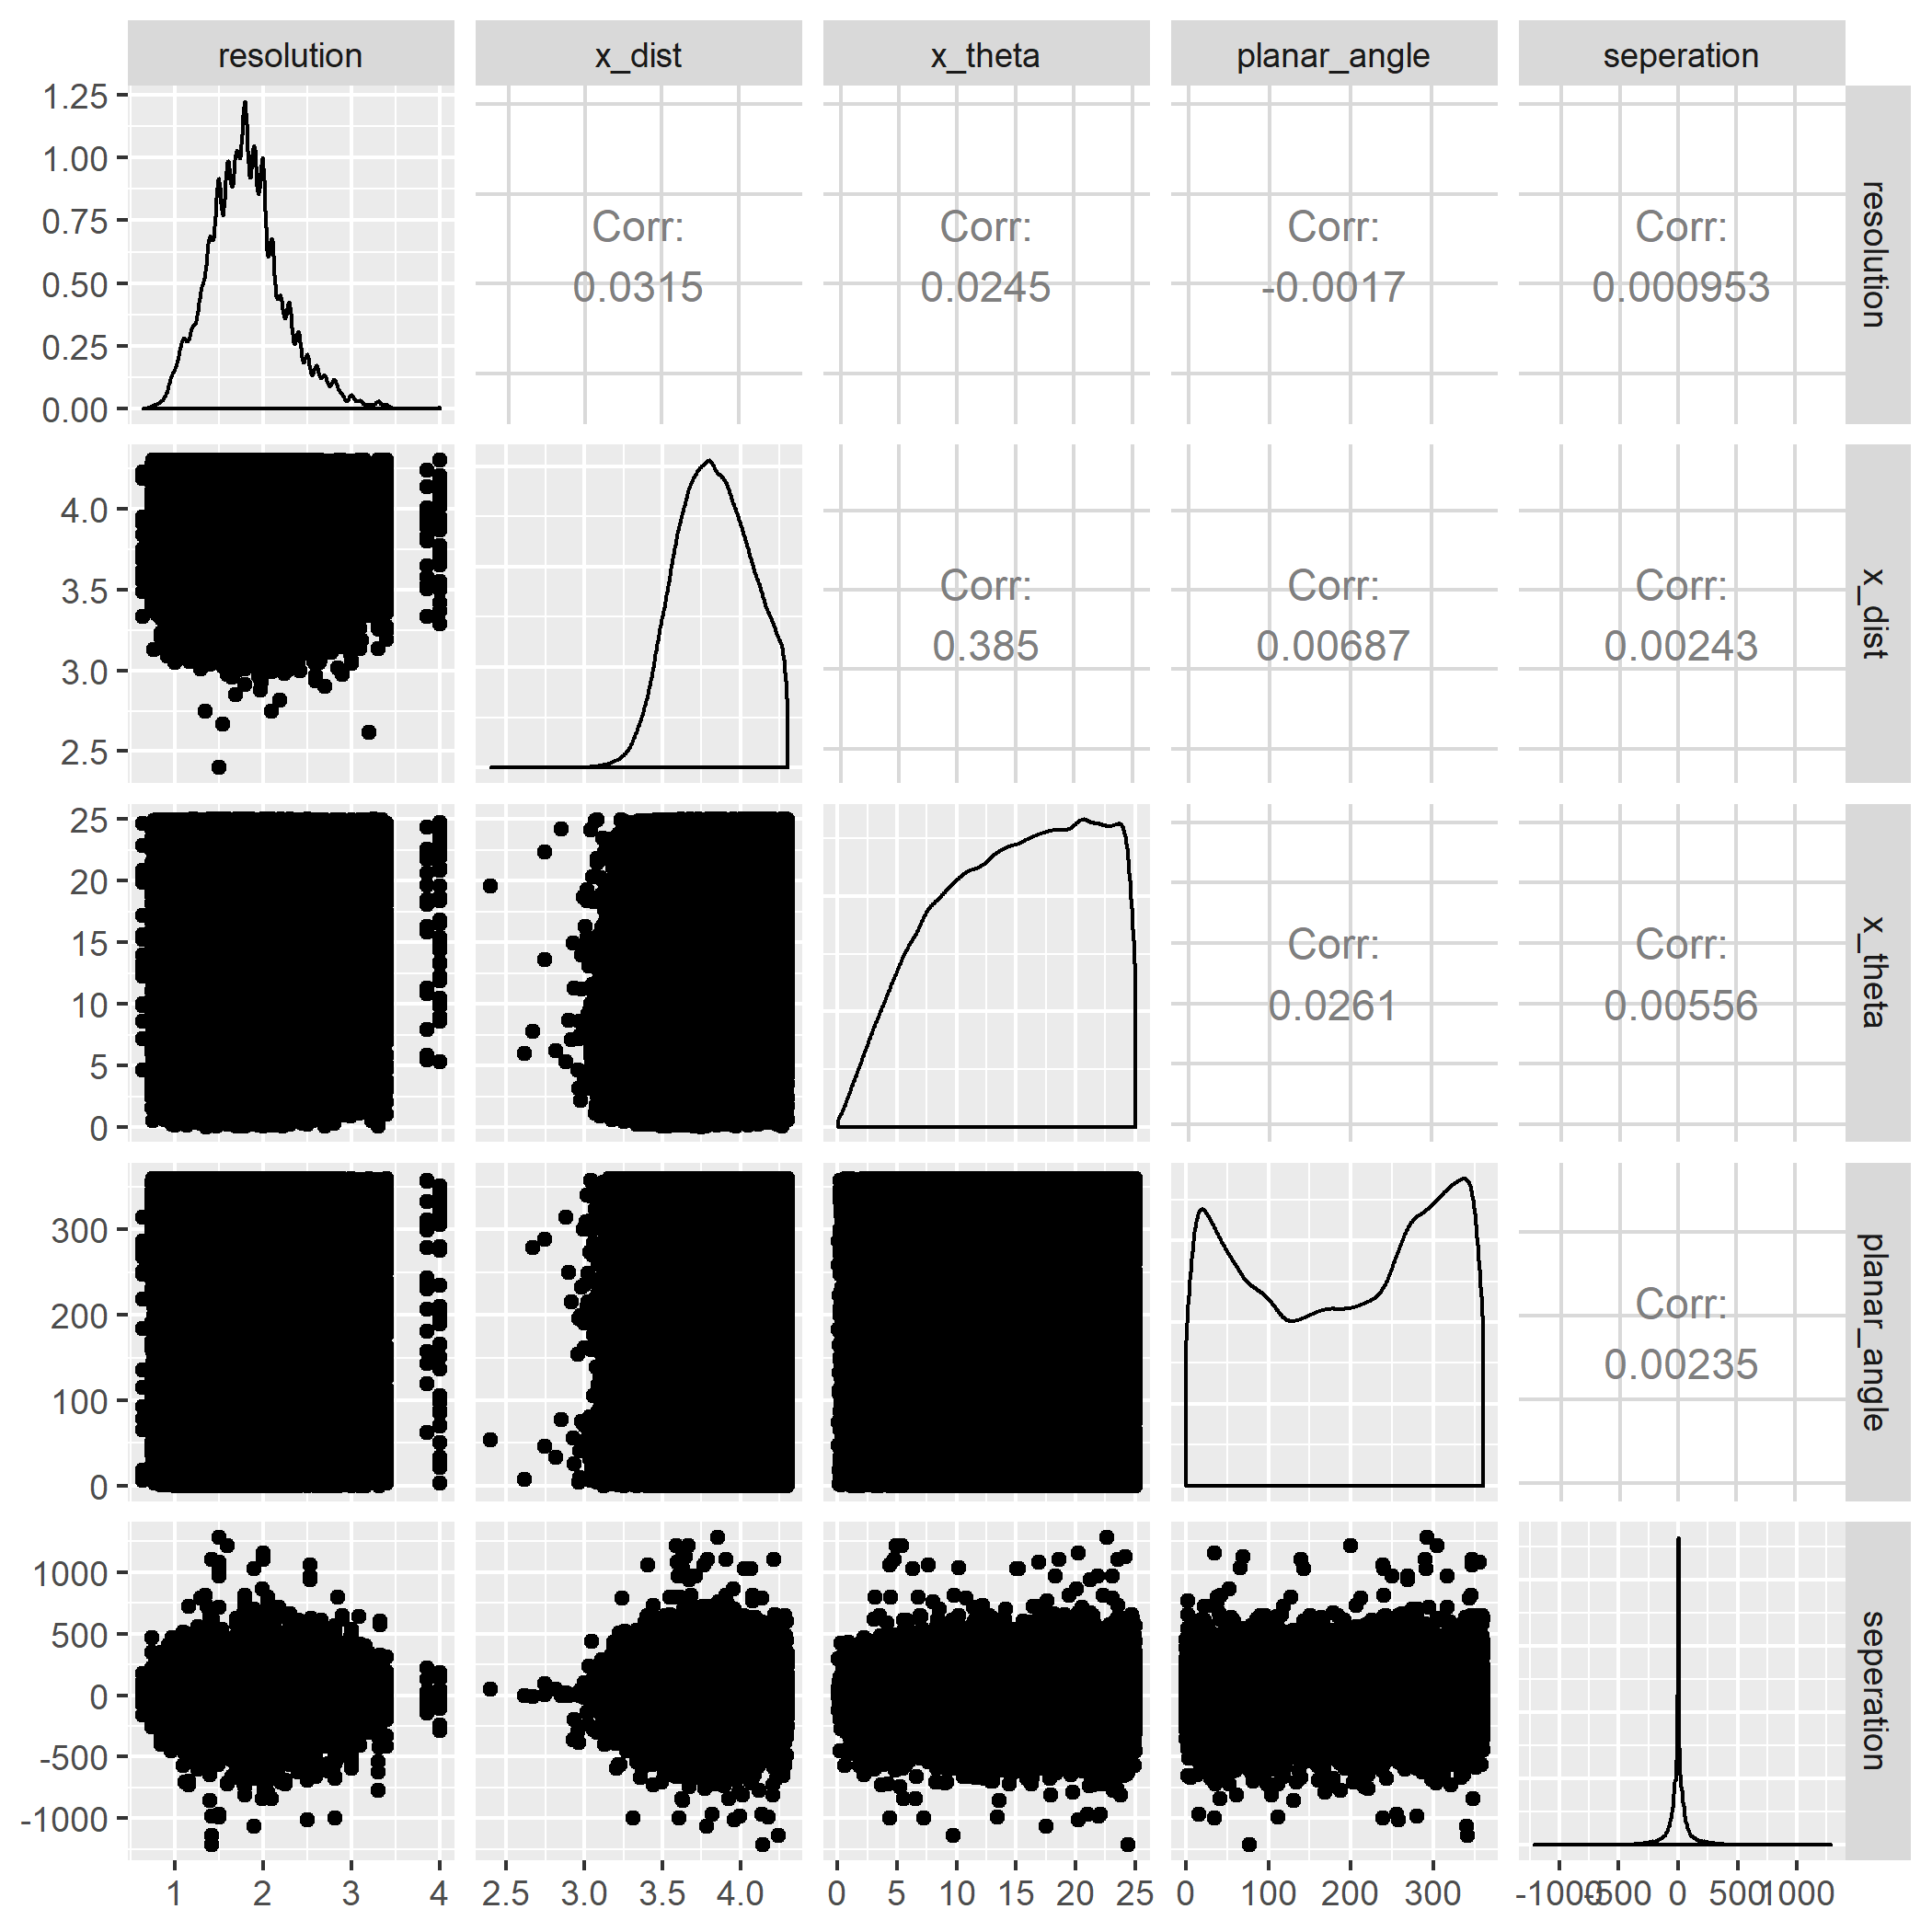 resolution x_dist x_theta planar_angle seperation
1.25
1.00
0.75
0.50
0.25
0.00
Corr:
0.0315
Corr:
0.0245
Corr:
-0.0017
Corr:
0.000953
resolution
4.0
3.5
3.0
2.5
Corr:
0.385
Corr:
0.00687
Corr:
0.00243
x_dist
25
20
15
10
5
0
Corr:
0.0261
Corr:
0.00556
x_theta
300
200
100
0
Corr:
0.00235
planar_angle
1000
500
0
-500
-1000
seperation
1 2 3 4
2.5 3.0 3.5 4.0
0 5 10 15 20 25
0 100 200 300
-1000 -500 0 500 1000